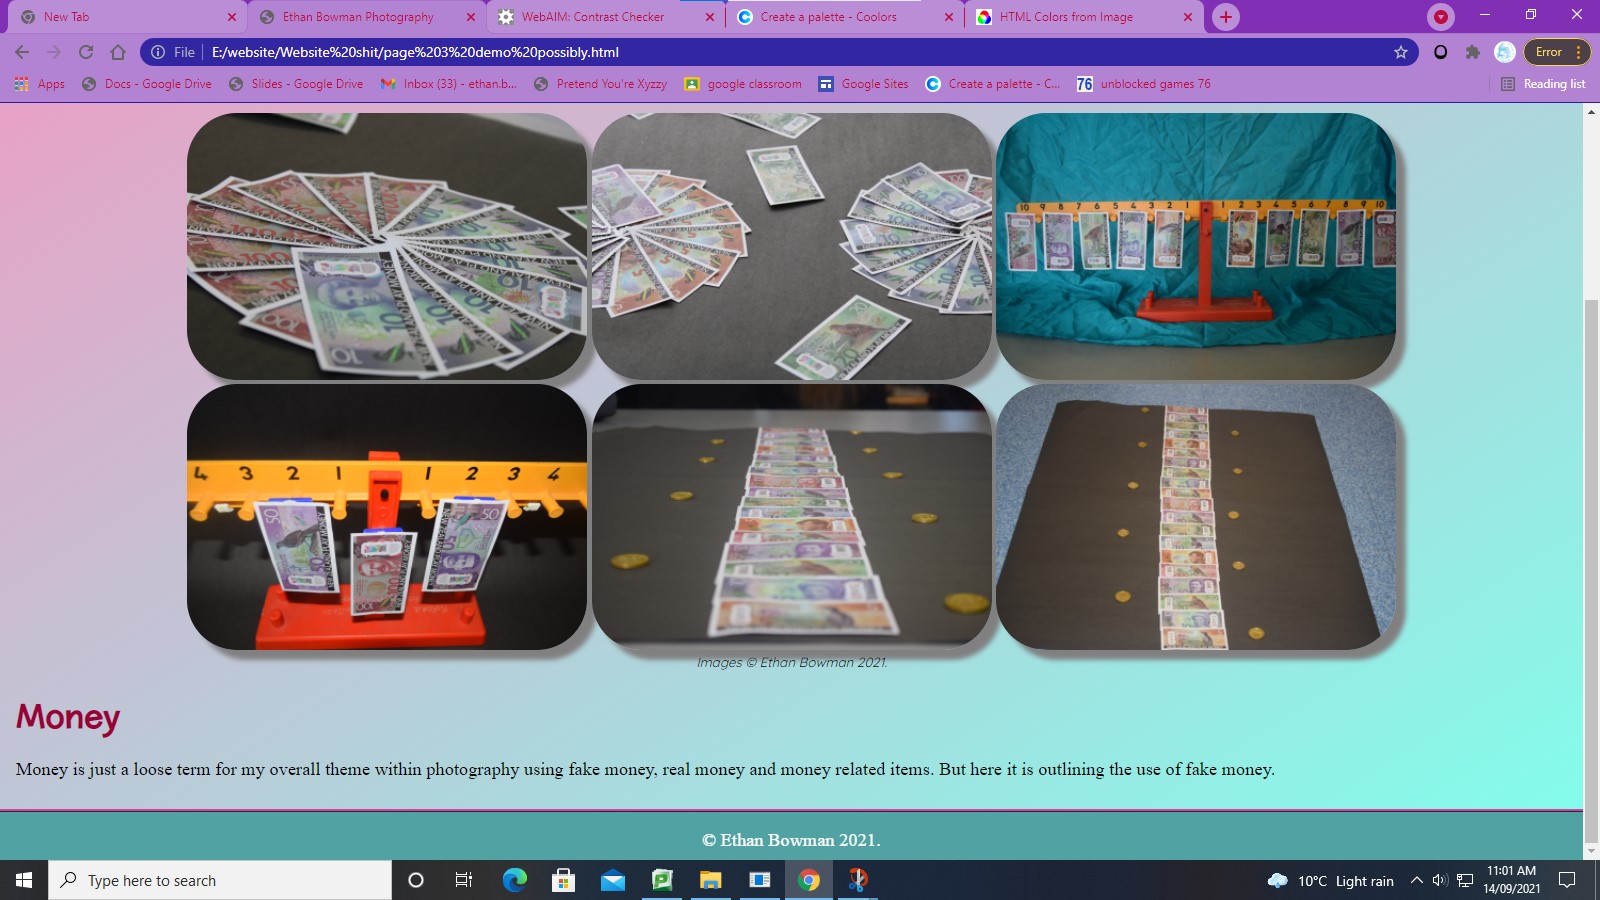 New Tab
Ethan Bowman Photography
WebAIM: Contrast Checker
Create a palette - Coolors
HTML Colors from Image
File
E:/website/Website%20shit/page%203%20demo%20possibly.html
Error
Apps
Docs - Google Drive
Slides - Google Drive
Inbox (33) - ethan.b...
Pretend You're Xyzzy
google classroom
Google Sites
Create a palette - C...
76
unblocked games 76
Reading list
10 9 8 7 6 5 4 3 2 1 1 2 3 4 5 6 7 8 9 10
10
20
4 3 2 1 1 2 3 4
50
50
100
Images © Ethan Bowman 2021.
Money
Money is just a loose term for my overall theme within photography using fake money, real money and money related items. But here it is outlining the use of fake money.
© Ethan Bowman 2021.
Type here to search
10°C Light rain
11:01 AM
14/09/2021